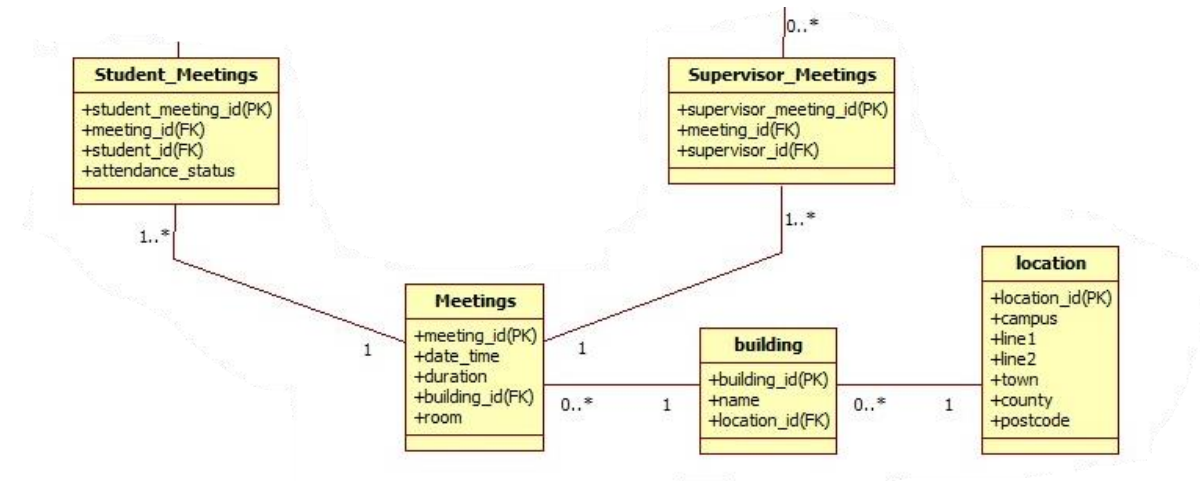 0..*
Student_Meetings
+student_meeting_id(PK)
+meeting_id(FK)
+student_id(FK)
+attendance_status
Supervisor_Meetings
+supervisor_meeting_id(PK)
+meeting_id(FK)
+supervisor_id(FK)
1..*
1..*
Meetings
+meeting_id(PK)
+date_time
+duration
+building_id(FK)
+room
1
1
0..*
1
building
+building_id(PK)
+name
+location_id(FK)
0..*
1
location
+location_id(PK)
+campus
+line1
+line2
+town
+county
+postcode